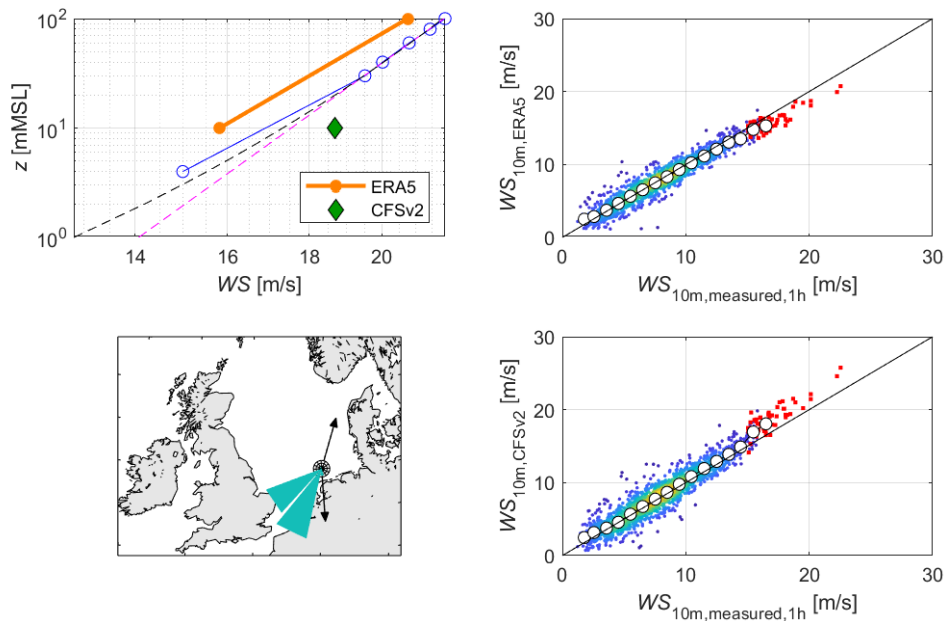 10²
10¹
10⁰
z [mMSL]
ERA5
CFSv2
14
16
18
20
WS [m/s]
30
20
10
0
WS10m,ERA5 [m/s]
0
10
20
30
WS10m,measured,1h [m/s]
30
20
10
0
WS10m,CFSv2 [m/s]
0
10
20
30
WS10m,measured,1h [m/s]